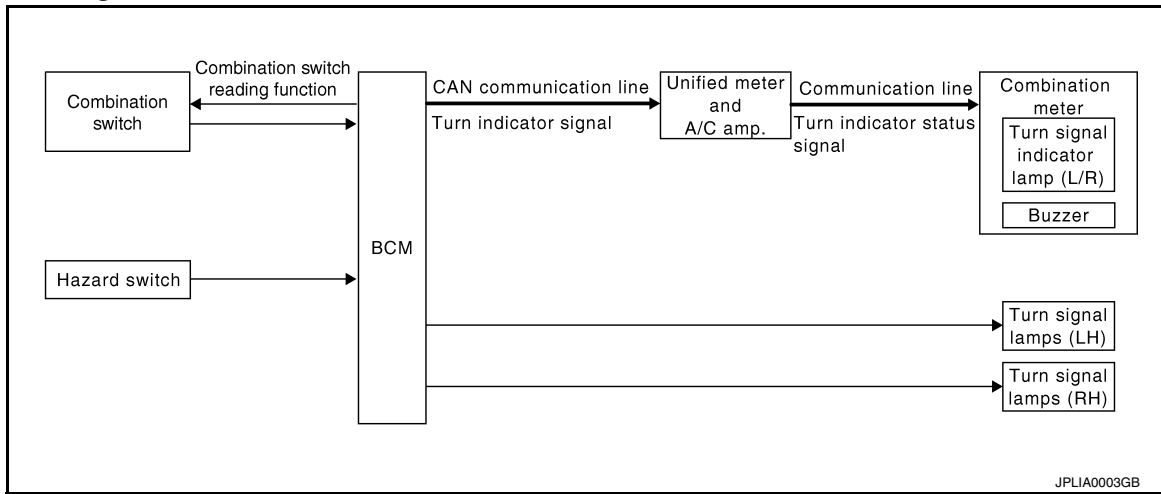 Combination
switch
Combination switch
reading function
Hazard switch
BCM
CAN communication line
Turn indicator signal
Unified meter
and
A/C amp.
Communication line
Turn indicator status
signal
Combination
meter
Turn signal
indicator
lamp (L/R)
Buzzer
Turn signal
lamps (LH)
Turn signal
lamps (RH)
JPLIA0003GB